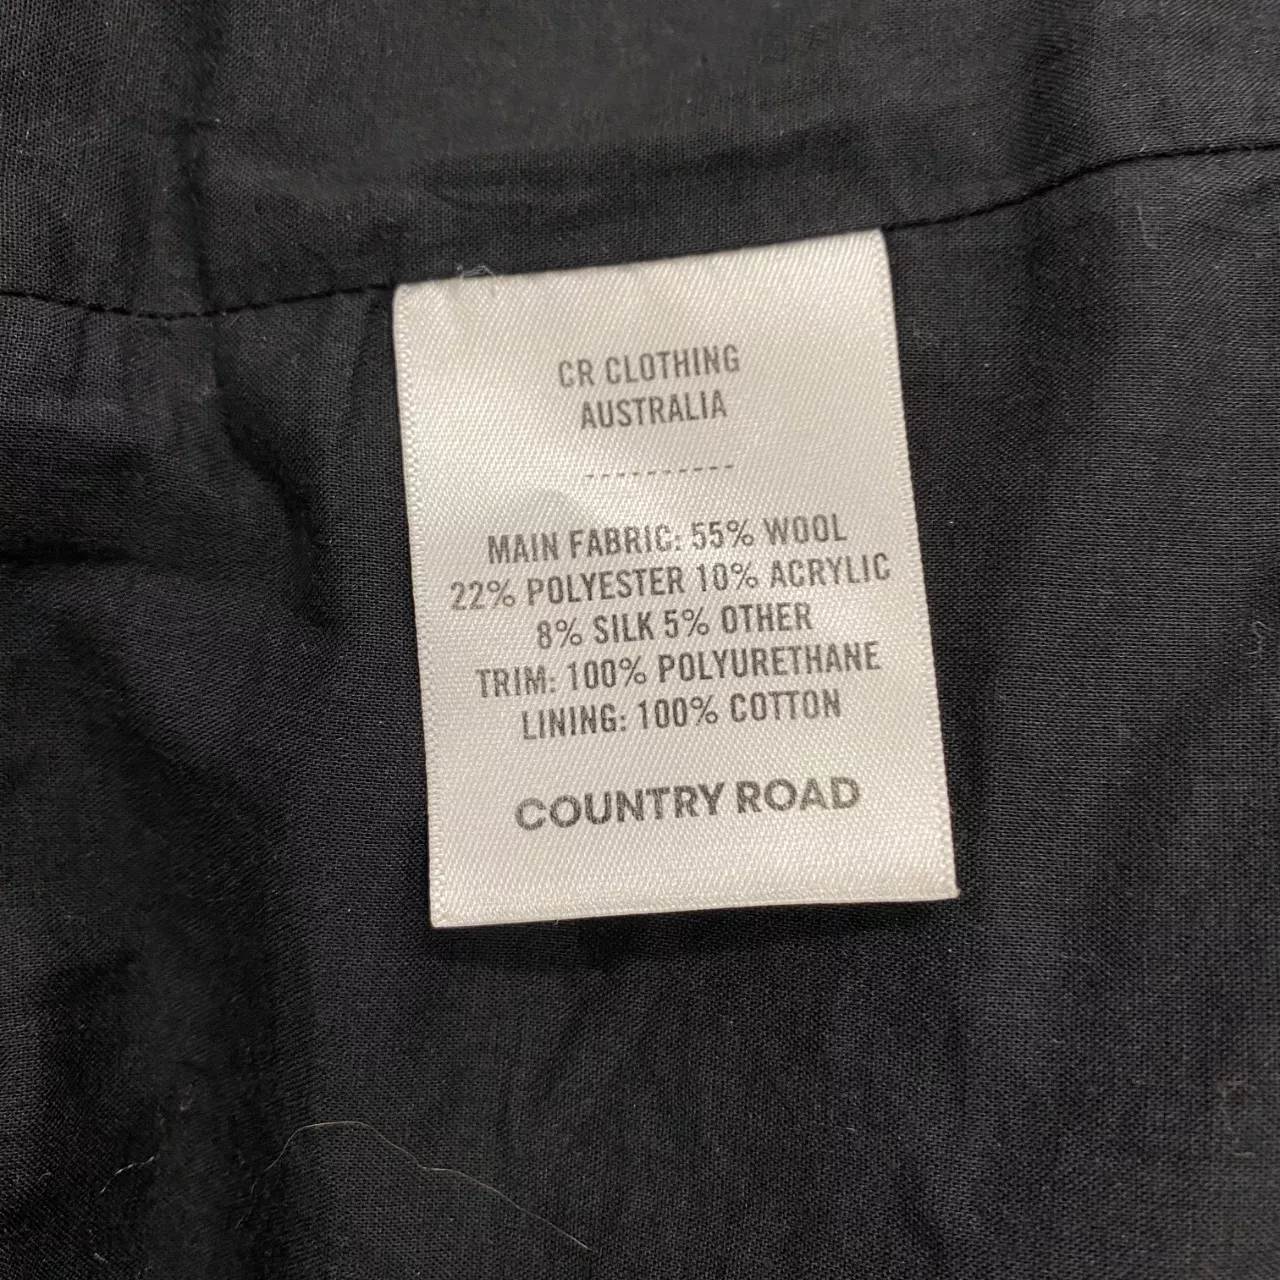 CR CLOTHING
AUSTRALIA
----------
MAIN FABRIC: 55% WOOL
22% POLYESTER 10% ACRYLIC
8% SILK 5% OTHER
TRIM: 100% POLYURETHANE
LINING: 100% COTTON
COUNTRY ROAD